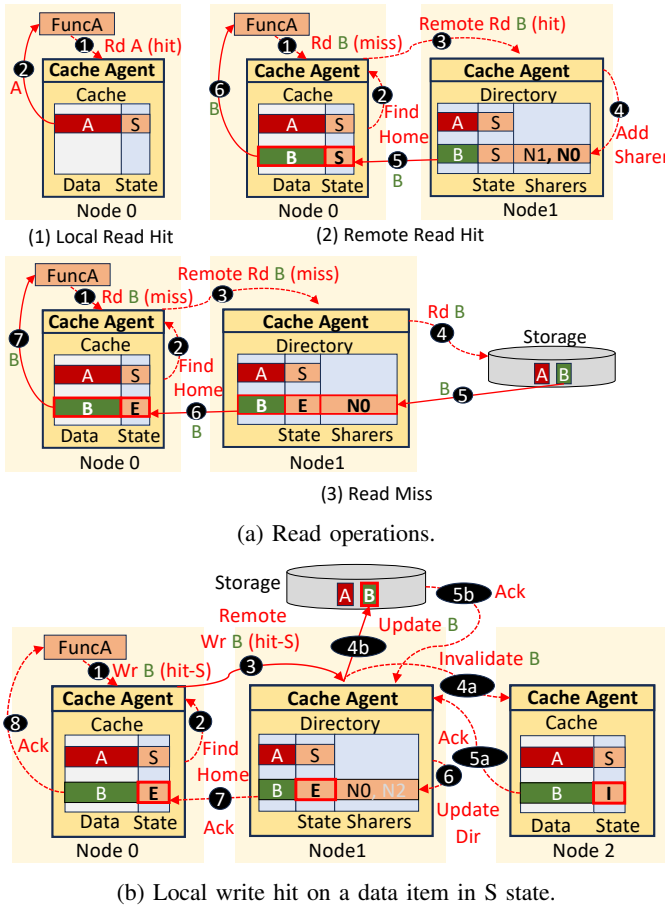 FuncA
1 Rd A (hit)
2
A
Cache Agent
Cache
A S
Data State
Node 0
(1) Local Read Hit
FuncA
1 Rd B (miss)
Remote Rd B (hit)
3
6
B
Cache Agent
Cache
2
Find
Home
A S
B S
Data State
Node 0
5
B
Cache Agent
Directory
A S
B S N1, N0
State Sharers
Node1
4
Add
Sharer
(2) Remote Read Hit
FuncA
1 Rd B (miss)
Remote Rd B (miss)
3
7
B
Cache Agent
Cache
2
Find
Home
A S
B E
Data State
Node 0
6
B
Cache Agent
Directory
A S
B E N0
State Sharers
Node1
Rd B
4
Storage
A B
B 5
(3) Read Miss
(a) Read operations.
Storage
A B
5b Ack
Update B
4b
FuncA
1 Wr B (hit-S)
Remote
Wr B (hit-S)
3
Invalidate B
4a
8
Ack
Cache Agent
Cache
2
Find
Home
A S
B E
Data State
Node 0
7
Ack
Cache Agent
Directory
A S
B E N0, N2
State Sharers
Node1
Ack
5a
6
Update
Dir
Cache Agent
Cache
A S
B I
Data State
Node 2
(b) Local write hit on a data item in S state.